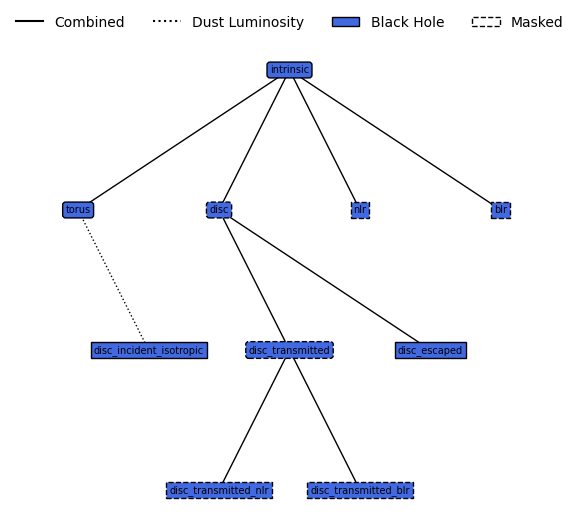 Combined Dust Luminosity Black Hole Masked
intrinsic
torus disc nlr blr
disc_incident_isotropic disc_transmitted disc_escaped
disc_transmitted_nlr disc_transmitted_blr